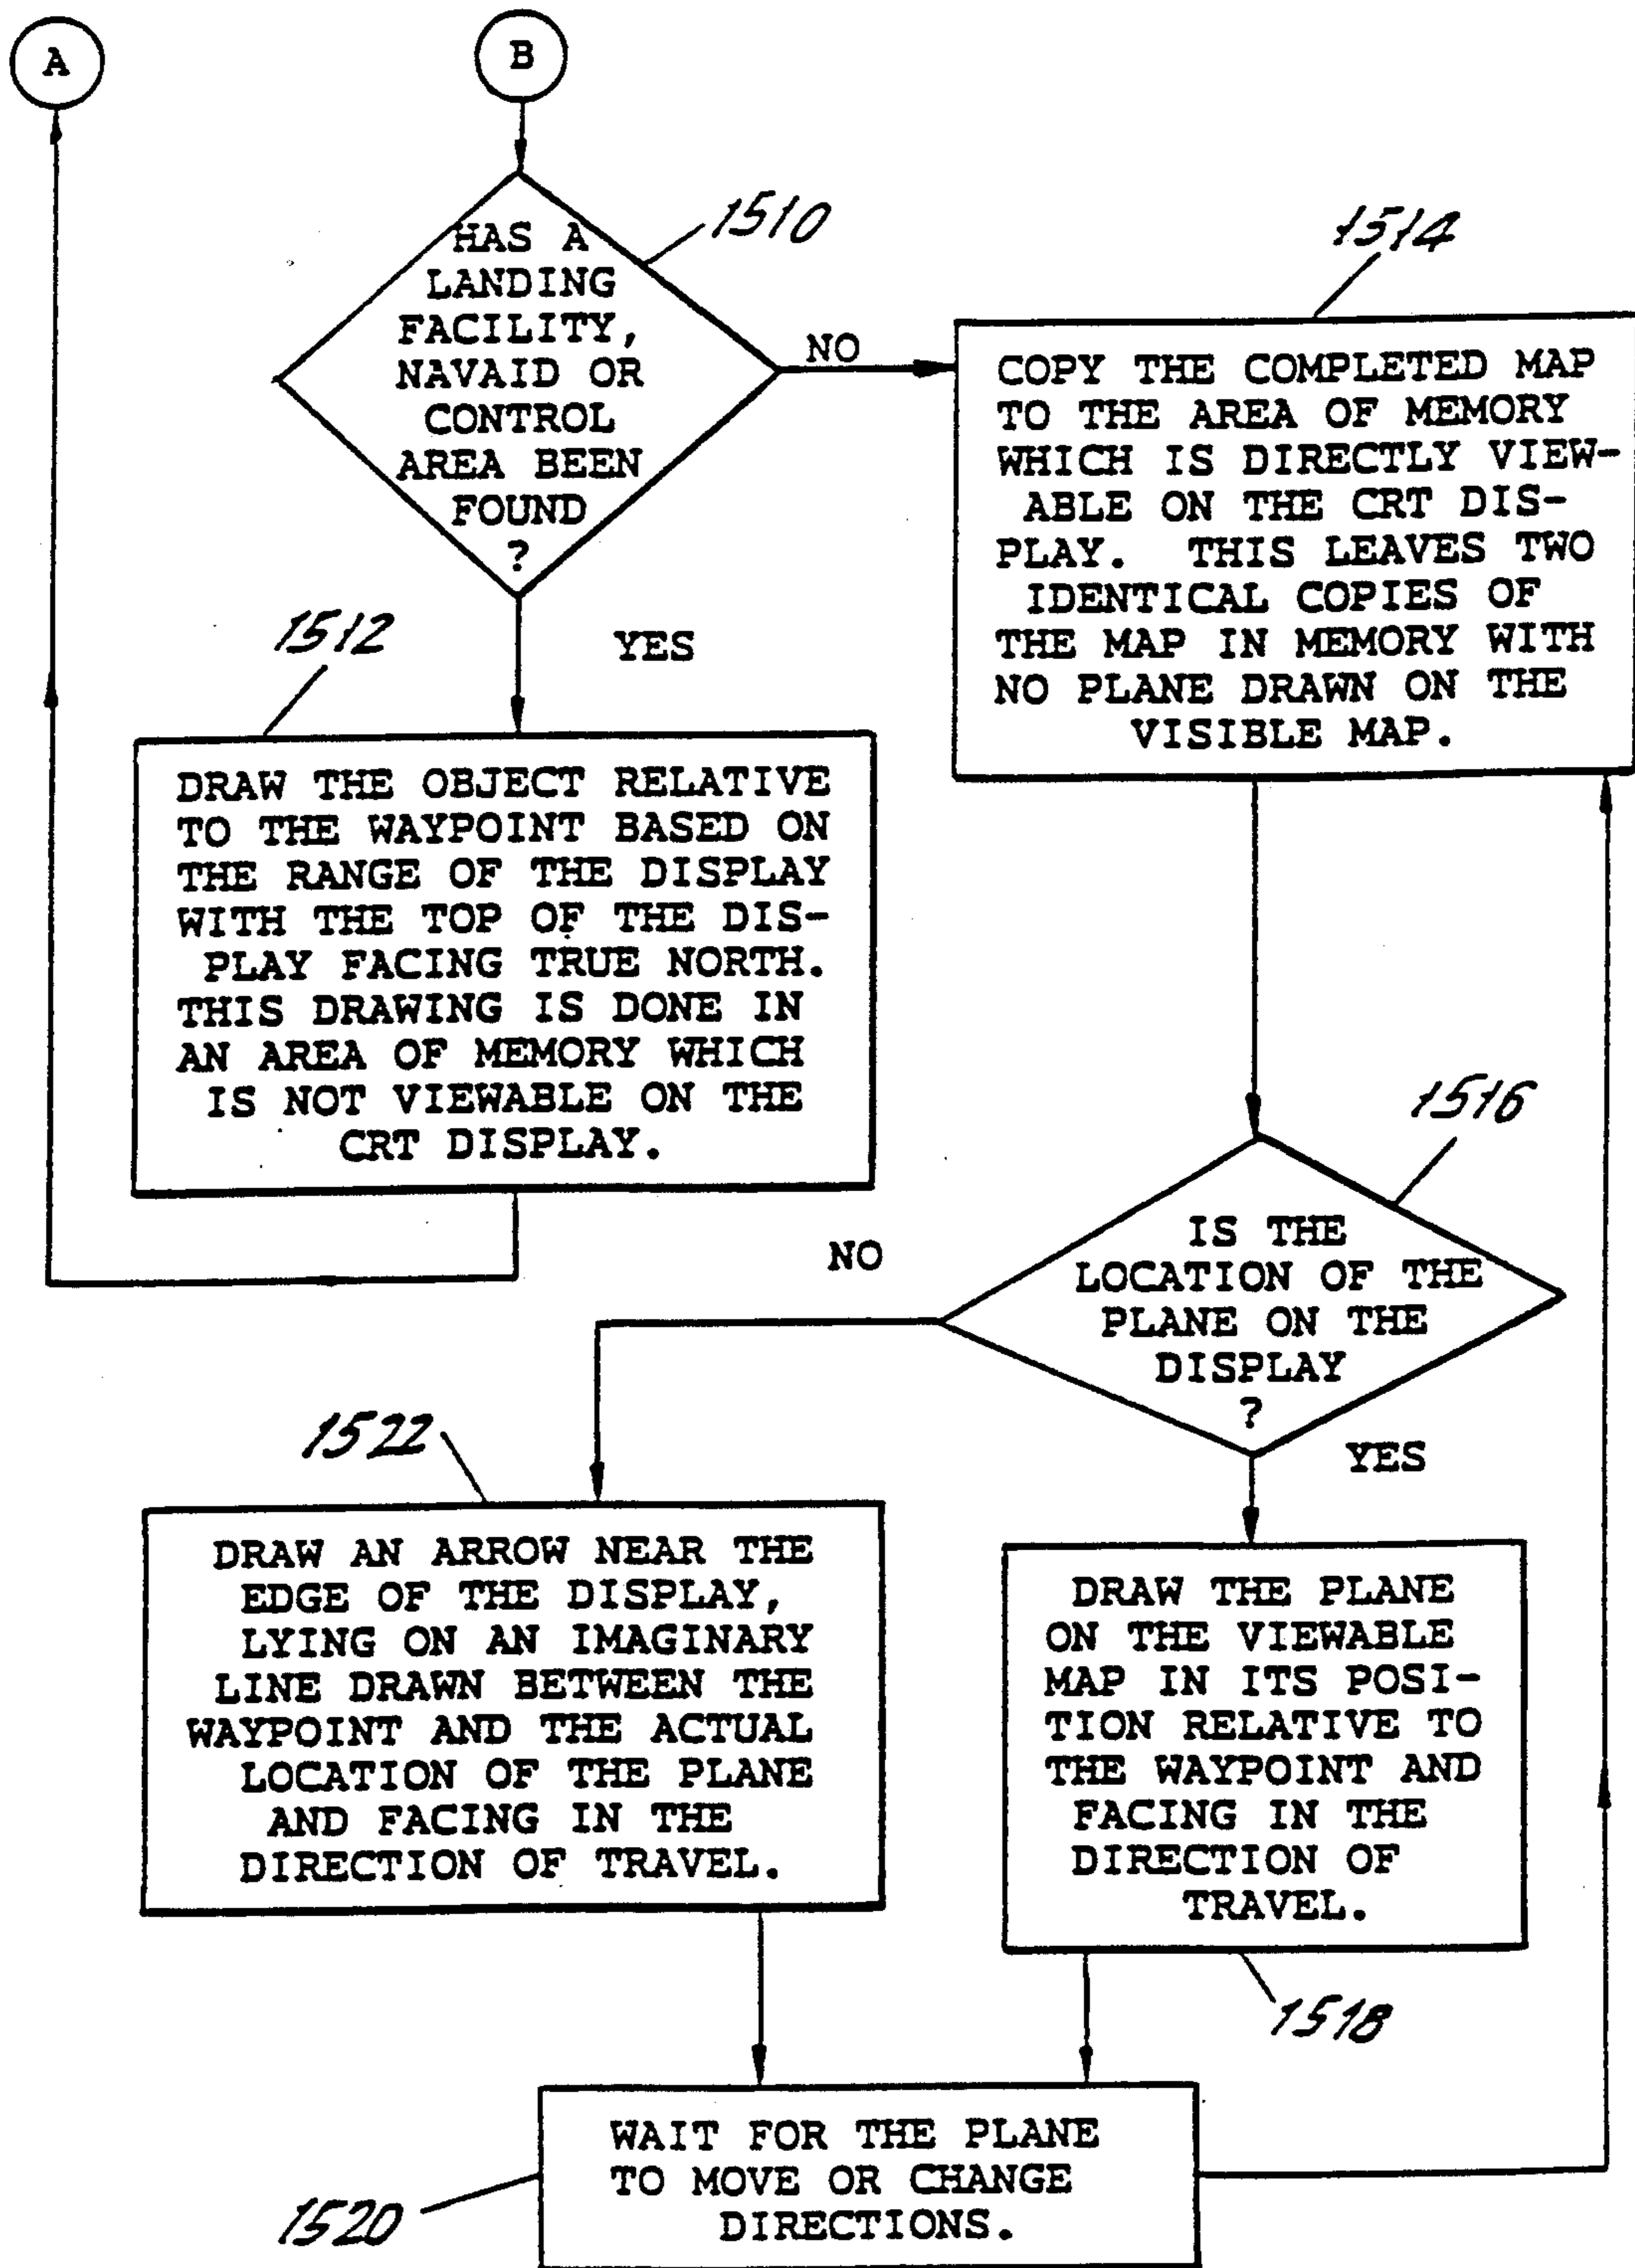 A
B
HAS A
LANDING
FACILITY,
NAVAID OR
CONTROL
AREA BEEN
FOUND
?
1510
NO
YES
1514
COPY THE COMPLETED MAP
TO THE AREA OF MEMORY
WHICH IS DIRECTLY VIEW-
ABLE ON THE CRT DIS-
PLAY. THIS LEAVES TWO
IDENTICAL COPIES OF
THE MAP IN MEMORY WITH
NO PLANE DRAWN ON THE
VISIBLE MAP.
1512
DRAW THE OBJECT RELATIVE
TO THE WAYPOINT BASED ON
THE RANGE OF THE DISPLAY
WITH THE TOP OF THE DIS-
PLAY FACING TRUE NORTH.
THIS DRAWING IS DONE IN
AN AREA OF MEMORY WHICH
IS NOT VIEWABLE ON THE
CRT DISPLAY.
1516
IS THE
LOCATION OF THE
PLANE ON THE
DISPLAY
?
NO
YES
1522
DRAW AN ARROW NEAR THE
EDGE OF THE DISPLAY,
LYING ON AN IMAGINARY
LINE DRAWN BETWEEN THE
WAYPOINT AND THE ACTUAL
LOCATION OF THE PLANE
AND FACING IN THE
DIRECTION OF TRAVEL.
DRAW THE PLANE
ON THE VIEWABLE
MAP IN ITS POSI-
TION RELATIVE TO
THE WAYPOINT AND
FACING IN THE
DIRECTION OF
TRAVEL.
1518
WAIT FOR THE PLANE
TO MOVE OR CHANGE
DIRECTIONS.
1520